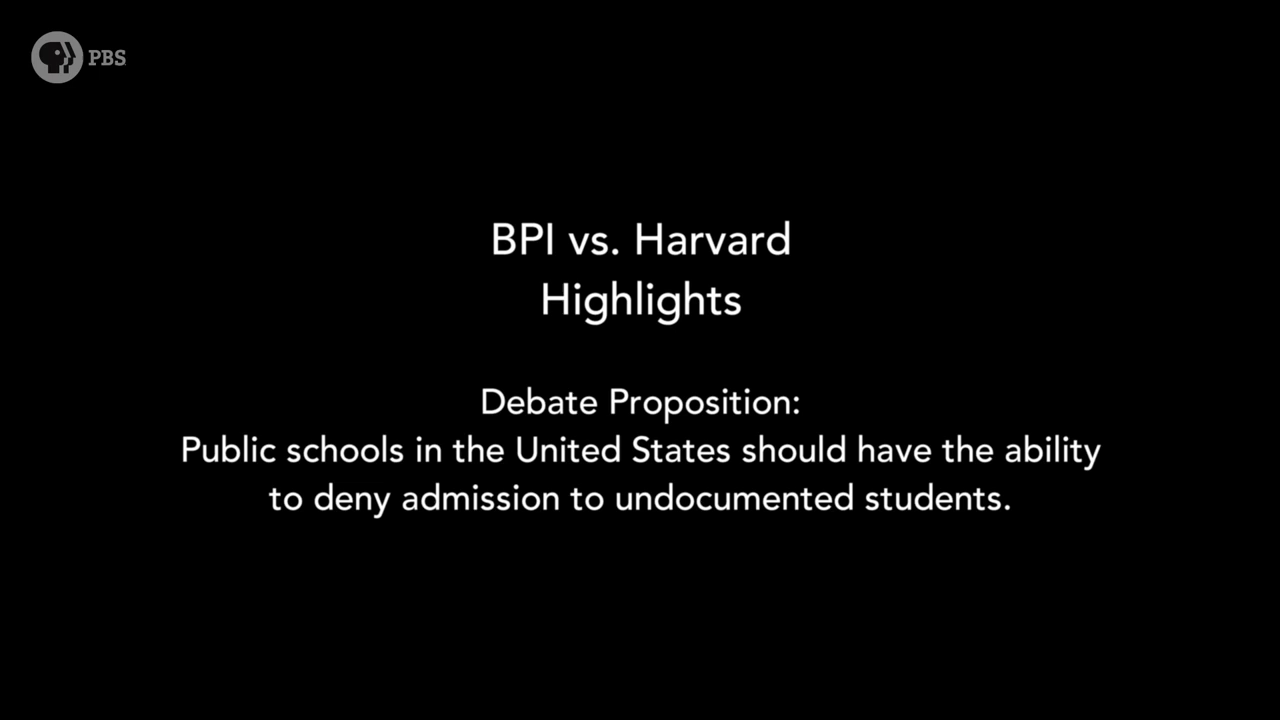 PBS
BPI vs. Harvard
Highlights
Debate Proposition:
Public schools in the United States should have the ability
to deny admission to undocumented students.